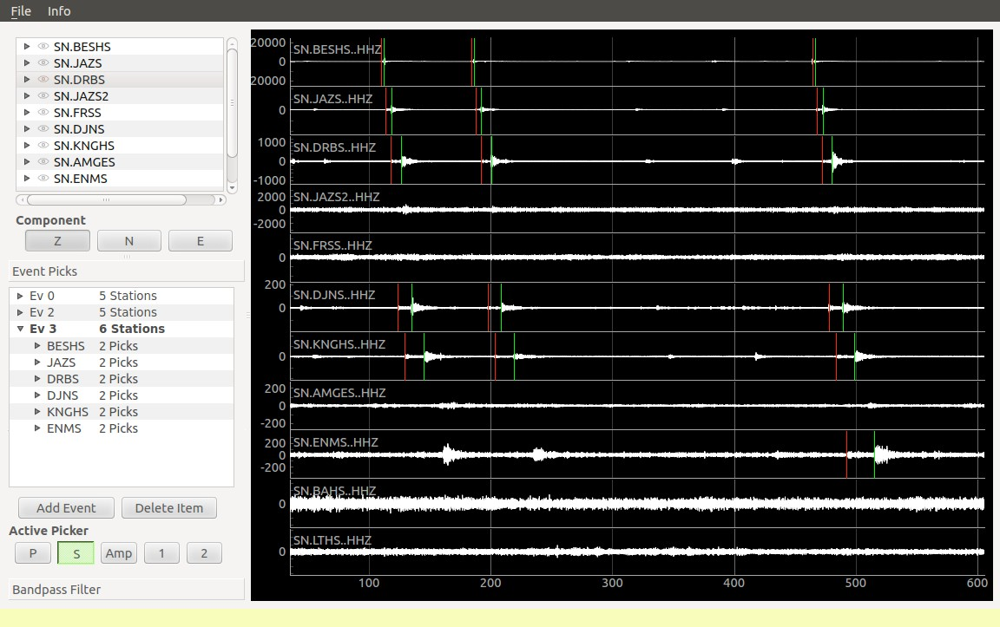 File Info
SN.BESHS
SN.JAZS
SN.DRBS
SN.JAZS2
SN.FRSS
SN.DJNS
SN.KNGHS
SN.AMGES
SN.ENMS
Component
Z N E
Event Picks
Ev 0 5 Stations
Ev 2 5 Stations
Ev 3 6 Stations
BESHS 2 Picks
JAZS 2 Picks
DRBS 2 Picks
DJNS 2 Picks
KNGHS 2 Picks
ENMS 2 Picks
Add Event Delete Item
Active Picker
P S Amp 1 2
Bandpass Filter
20000
SN.BESHS..HHZ
0
20000
SN.JAZS..HHZ
0
1000
SN.DRBS..HHZ
0
-1000
2000
SN.JAZS2..HHZ
0
-2000
SN.FRSS..HHZ
0
200
SN.DJNS..HHZ
0
SN.KNGHS..HHZ
0
200
SN.AMGES..HHZ
0
-200
200
SN.ENMS..HHZ
0
-200
SN.BAHS..HHZ
0
SN.LTHS..HHZ
0
100 200 300 400 500 600